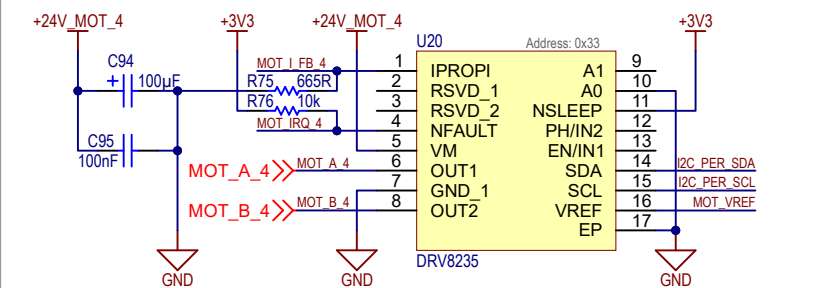 +24V_MOT_4
+3V3
+24V_MOT_4
+3V3
U20
Address: 0x33
C94
100µF
MOT_I_FB_4
R75
665R
R76
10k
MOT_IRQ_4
C95
100nF
MOT_A_4
MOT_A_4
MOT_B_4
MOT_B_4
1
IPROPI
2
RSVD_1
3
RSVD_2
4
NFAULT
5
VM
6
OUT1
7
GND_1
8
OUT2
A1
9
A0
10
NSLEEP
11
PH/IN2
12
EN/IN1
13
SDA
14
I2C_PER_SDA
SCL
15
I2C_PER_SCL
VREF
16
MOT_VREF
EP
17
DRV8235
GND
GND
GND